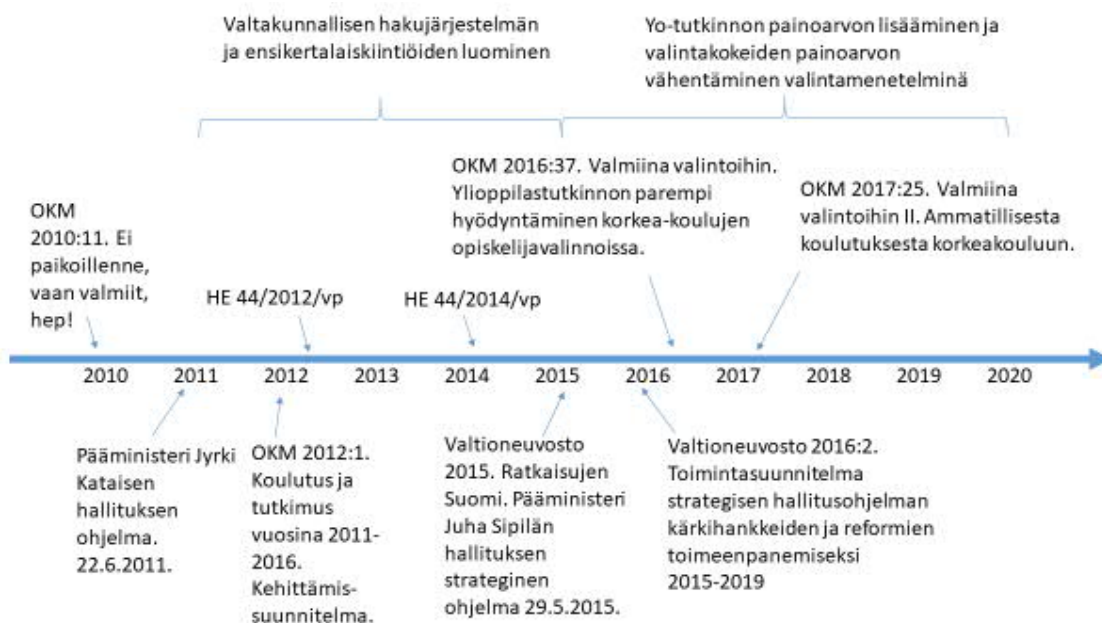 Valtakunnallisen hakujärjestelmän
ja ensikertalaiskiintiöiden luominen
Yo-tutkinnon painoarvon lisääminen ja
valintakokeiden painoarvon
vähentäminen valintamenetelminä
OKM
2010:11. Ei
paikoillenne,
vaan valmiit,
hep!
HE 44/2012/vp
HE 44/2014/vp
OKM 2016:37. Valmiina valintoihin.
Ylioppilastutkinnon parempi
hyödyntäminen korkea-koulujen
opiskelijavalinnoissa.
OKM 2017:25. Valmiina
valintoihin II. Ammatillisesta
koulutuksesta korkeakouluun.
2010 2011 2012 2013 2014 2015 2016 2017 2018 2019 2020
Pääministeri Jyrki
Kataisen
hallituksen
ohjelma.
22.6.2011.
OKM 2012:1.
Koulutus ja
tutkimus
vuosina 2011-
2016.
Kehittämis-
suunnitelma.
Valtioneuvosto
2015. Ratkaisujen
Suomi. Pääministeri
Juha Sipilän
hallituksen
strateginen
ohjelma 29.5.2015.
Valtioneuvosto 2016:2.
Toimintasuunnitelma
strategisen hallitusohjelman
kärkihankkeiden ja reformien
toimeenpanemiseksi
2015-2019